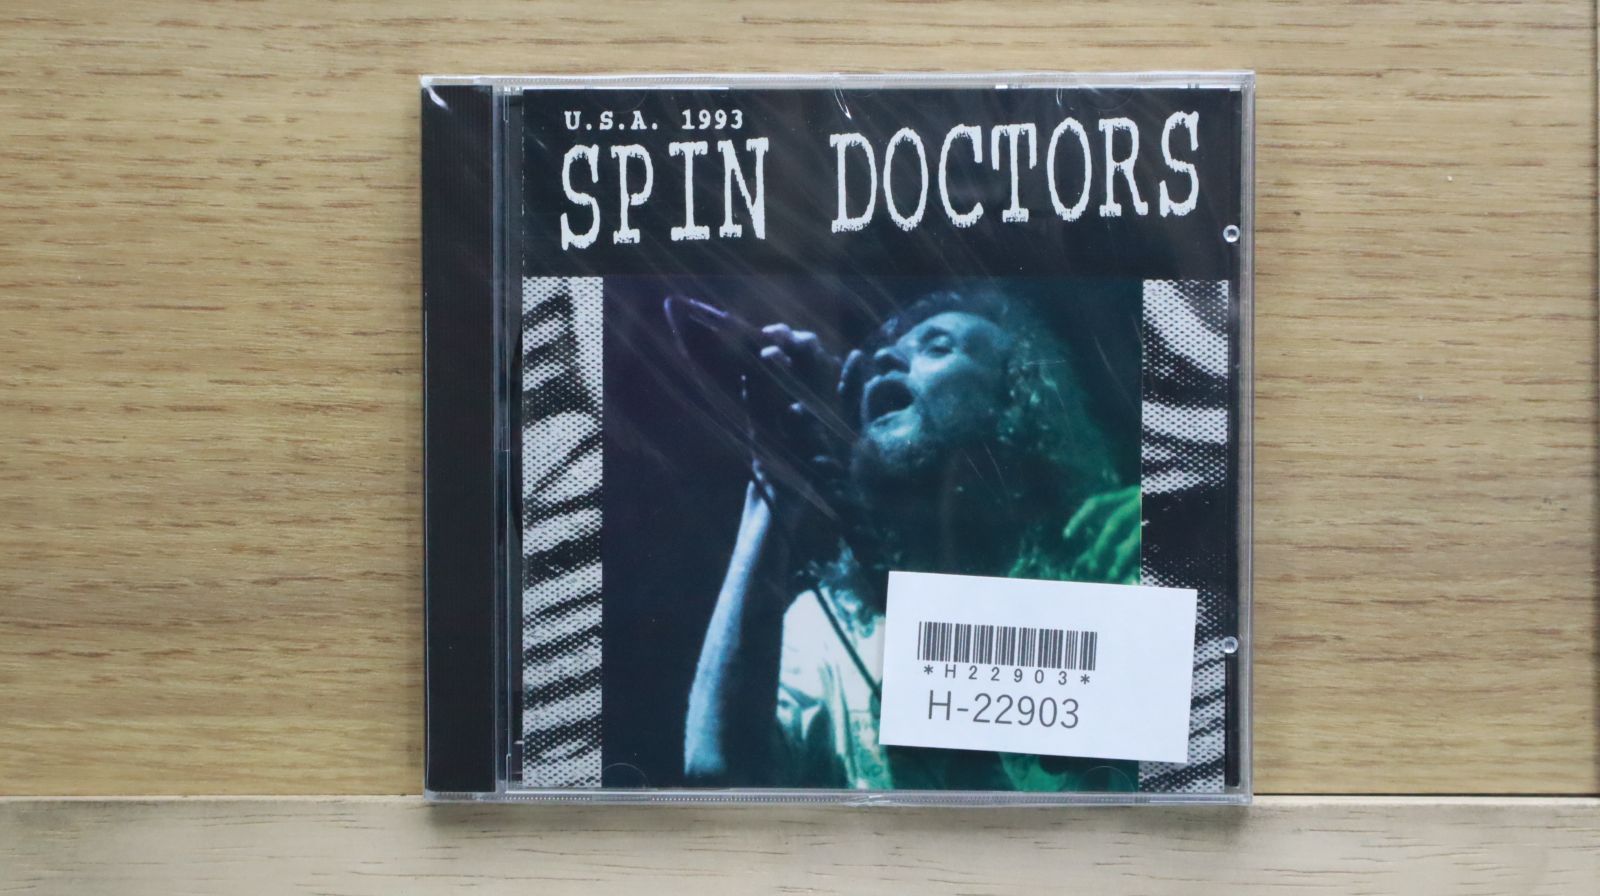 U.S.A. 1993
SPIN DOCTORS
*H22903*
H-22903